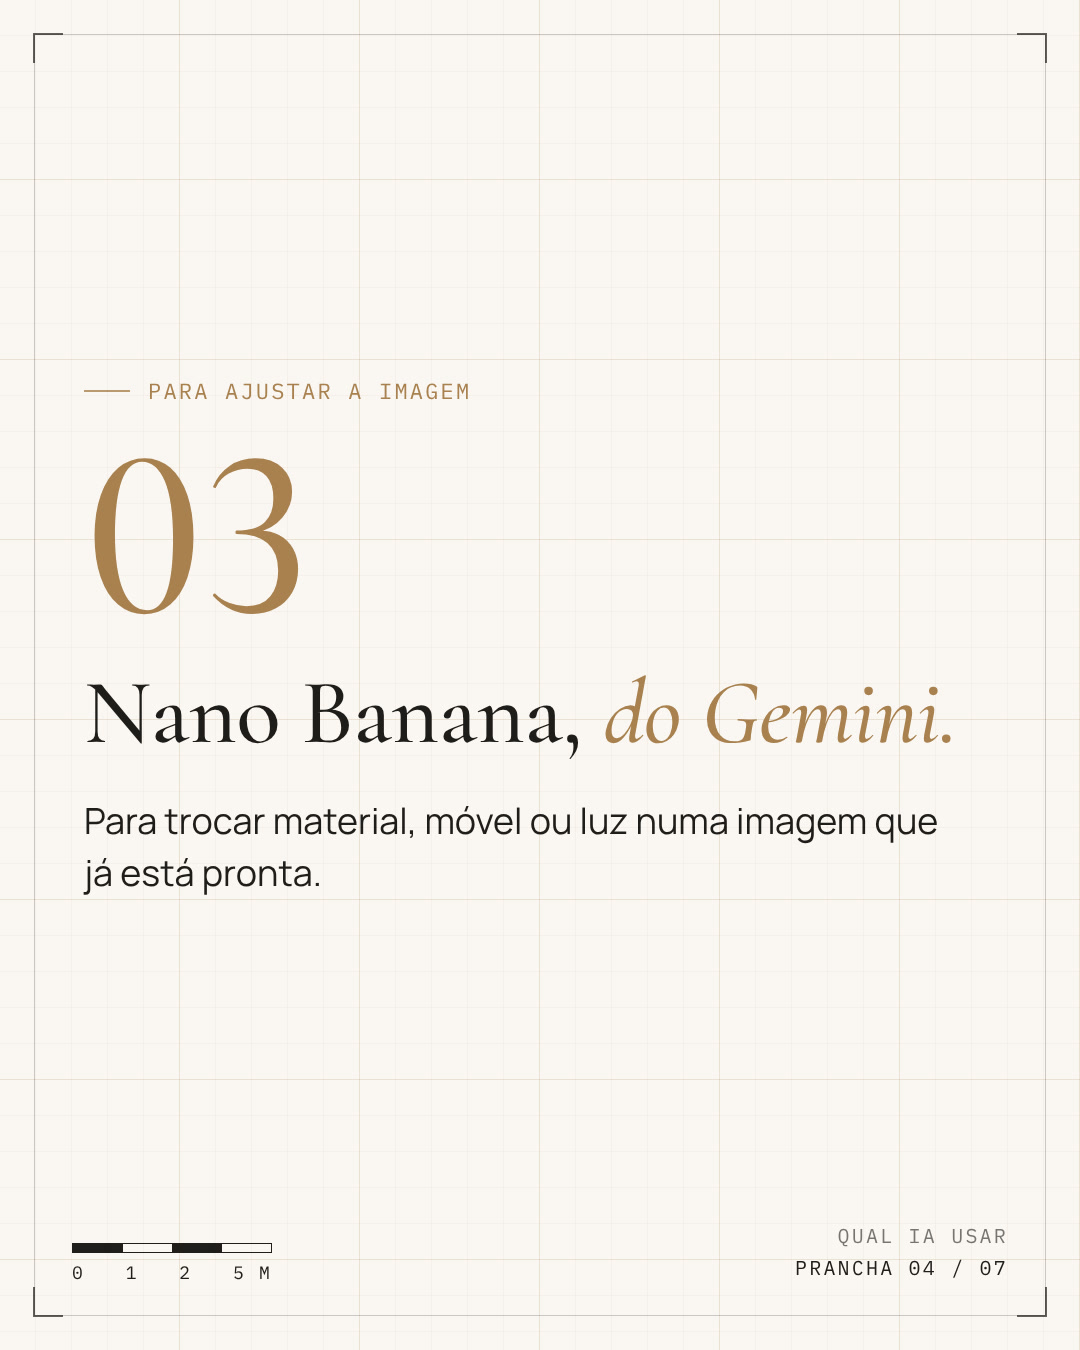 PARA AJUSTAR A IMAGEM
03
Nano Banana, do Gemini.
Para trocar material, móvel ou luz numa imagem que
já está pronta.
0 1 2 5 M
QUAL IA USAR
PRANCHA 04 / 07